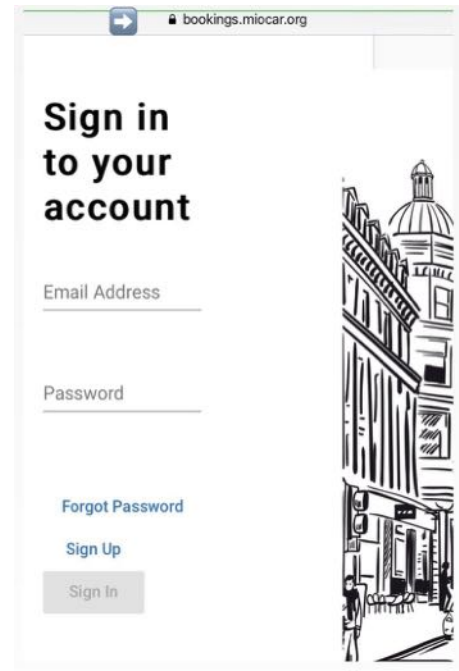 bookings.miocar.org
Sign in
to your
account
Email Address
Password
Forgot Password
Sign Up
Sign In